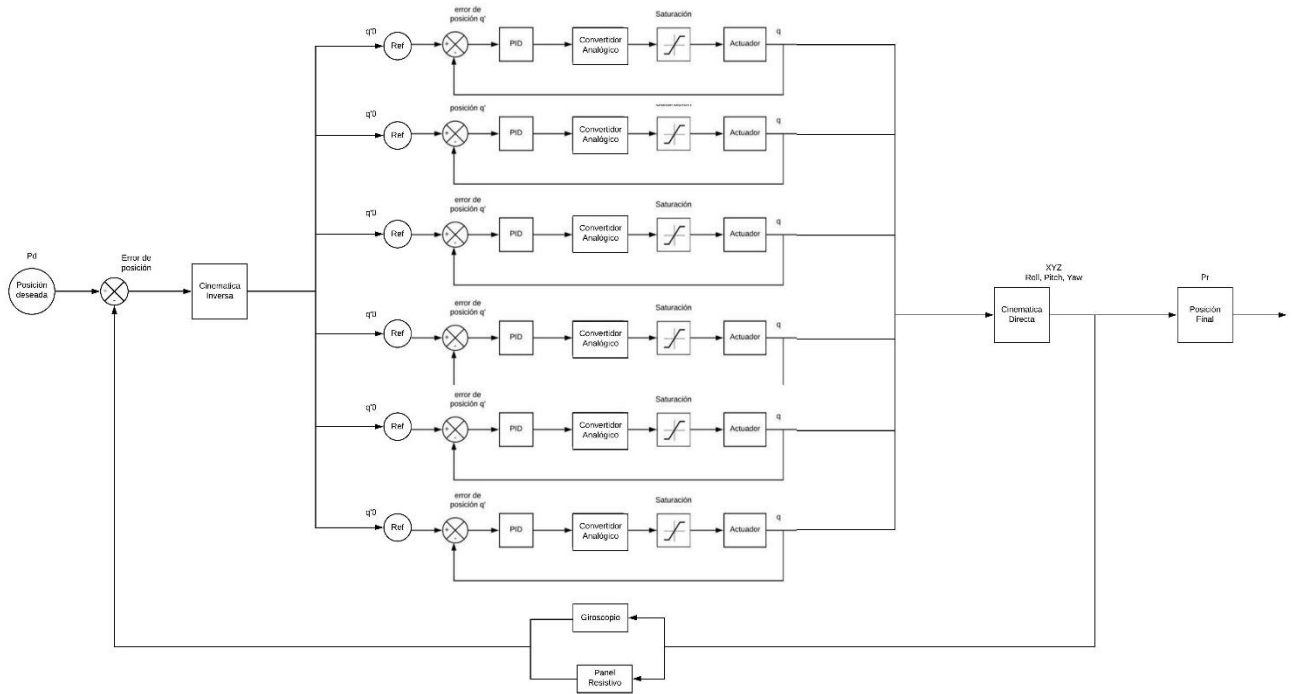 Saturación
error de
posición q'
q'0
Ref
+
-
PID
Convertidor
Analógico
Actuador
q
posición q'
q'0
Ref
+
-
PID
Convertidor
Analógico
Actuador
q
error de
posición q'
Saturación
q'0
Ref
+
-
PID
Convertidor
Analógico
Actuador
q
Pd
Posición
deseada
+
-
Error de
posición
Cinematica
Inversa
error de
posición q'
Saturación
q'0
Ref
+
-
PID
Convertidor
Analógico
Actuador
q
XYZ
Roll, Pitch, Yaw
Cinematica
Directa
Pr
Posición
Final
error de
posición q'
Saturación
q'0
Ref
+
-
PID
Convertidor
Analógico
Actuador
q
error de
posición q'
Saturación
q'0
Ref
+
-
PID
Convertidor
Analógico
Actuador
q
Giroscopio
Panel
Resistivo